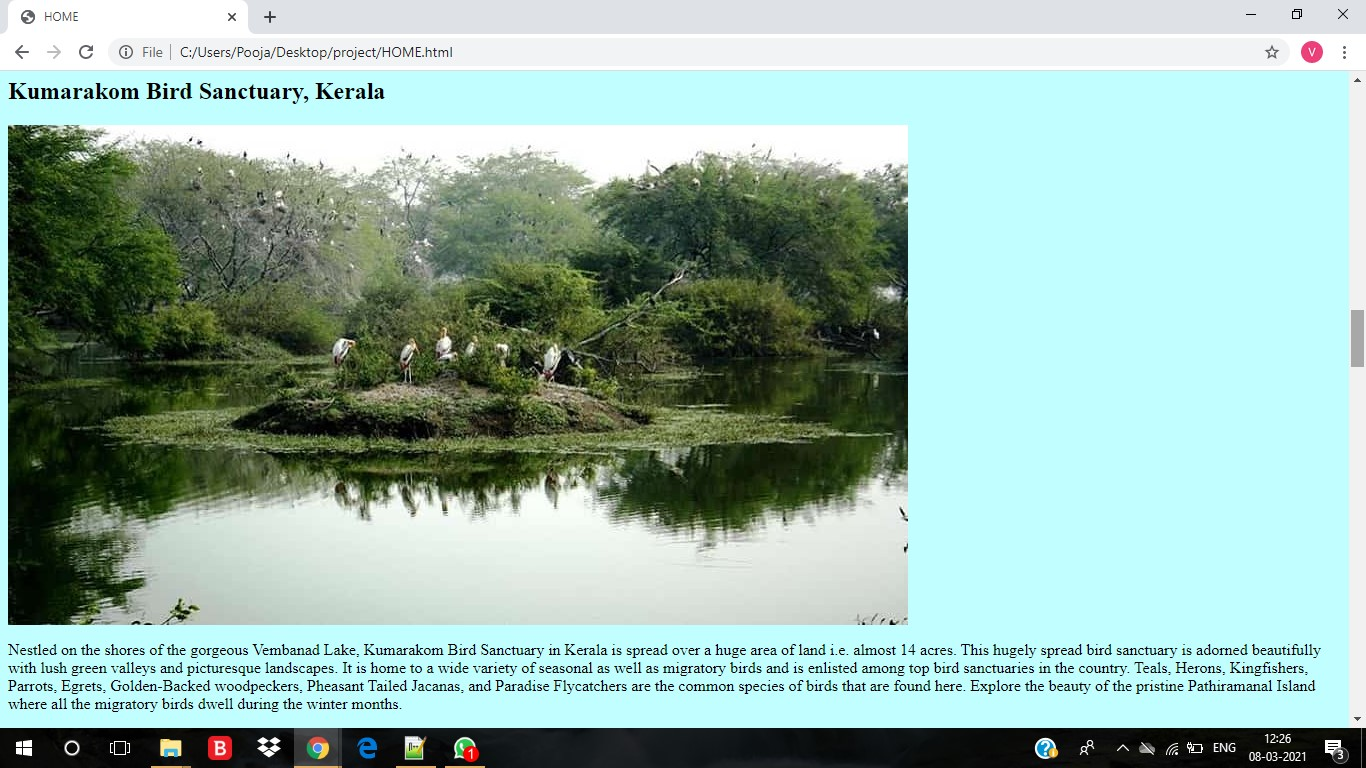 HOME
File
C:/Users/Pooja/Desktop/project/HOME.html
V
Kumarakom Bird Sanctuary, Kerala
Nestled on the shores of the gorgeous Vembanad Lake, Kumarakom Bird Sanctuary in Kerala is spread over a huge area of land i.e. almost 14 acres. This hugely spread bird sanctuary is adorned beautifully
with lush green valleys and picturesque landscapes. It is home to a wide variety of seasonal as well as migratory birds and is enlisted among top bird sanctuaries in the country. Teals, Herons, Kingfishers,
Parrots, Egrets, Golden-Backed woodpeckers, Pheasant Tailed Jacanas, and Paradise Flycatchers are the common species of birds that are found here. Explore the beauty of the pristine Pathiramanal Island
where all the migratory birds dwell during the winter months.
B
1
ENG
12:26
08-03-2021
3